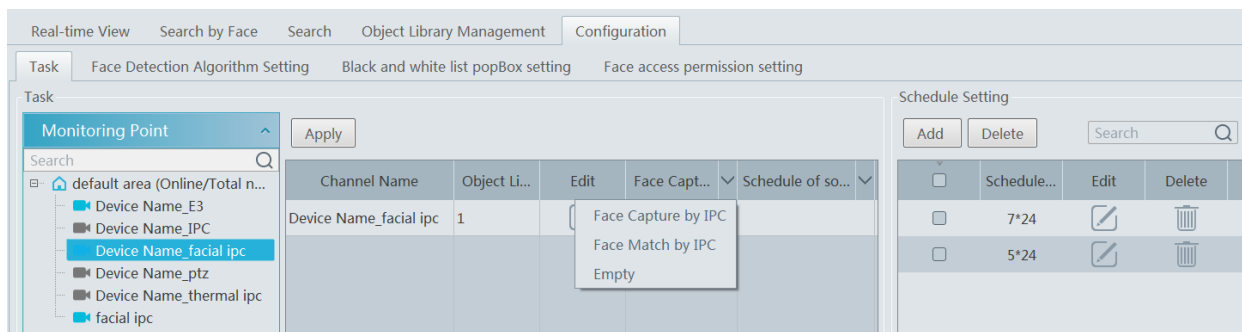 Real-time View Search by Face Search Object Library Management Configuration
Task Face Detection Algorithm Setting Black and white list popBox setting Face access permission setting
Task
Monitoring Point
Search
default area (Online/Total n...
Device Name_E3
Device Name_IPC
Device Name_facial ipc
Device Name_ptz
Device Name_thermal ipc
facial ipc
Apply
Channel Name Object Li... Edit Face Capt... Schedule of so...
Device Name_facial ipc 1
Face Capture by IPC
Face Match by IPC
Empty
Schedule Setting
Add Delete Search
Schedule... Edit Delete
7*24
5*24